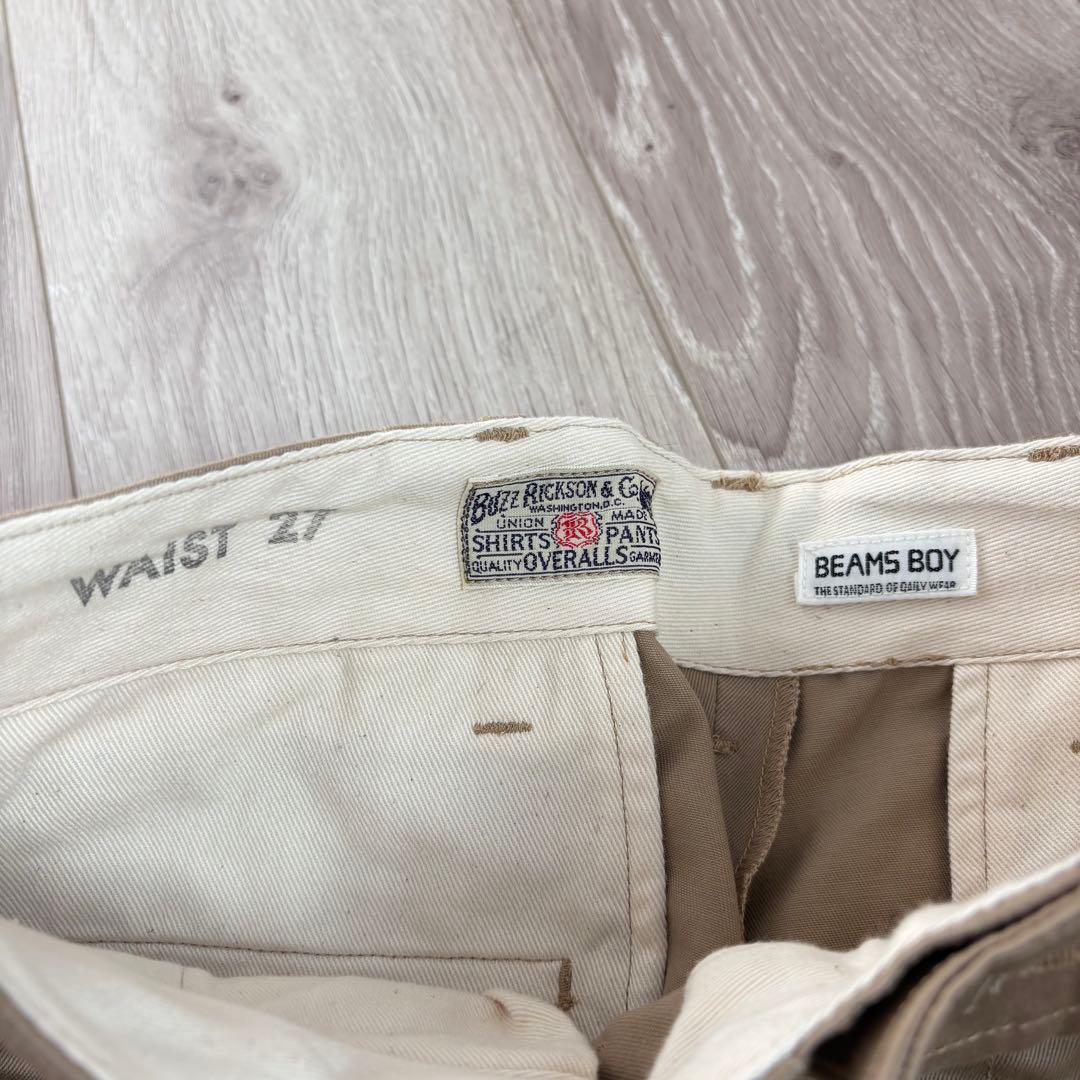 WAIST 27
BUZZ RICKSON & Co
WASHINGTON, D.C.
UNION MADE
R
SHIRTS PANTS
QUALITY OVERALLS
BEAMS BOY
THE STANDARD OF DAILY WEAR